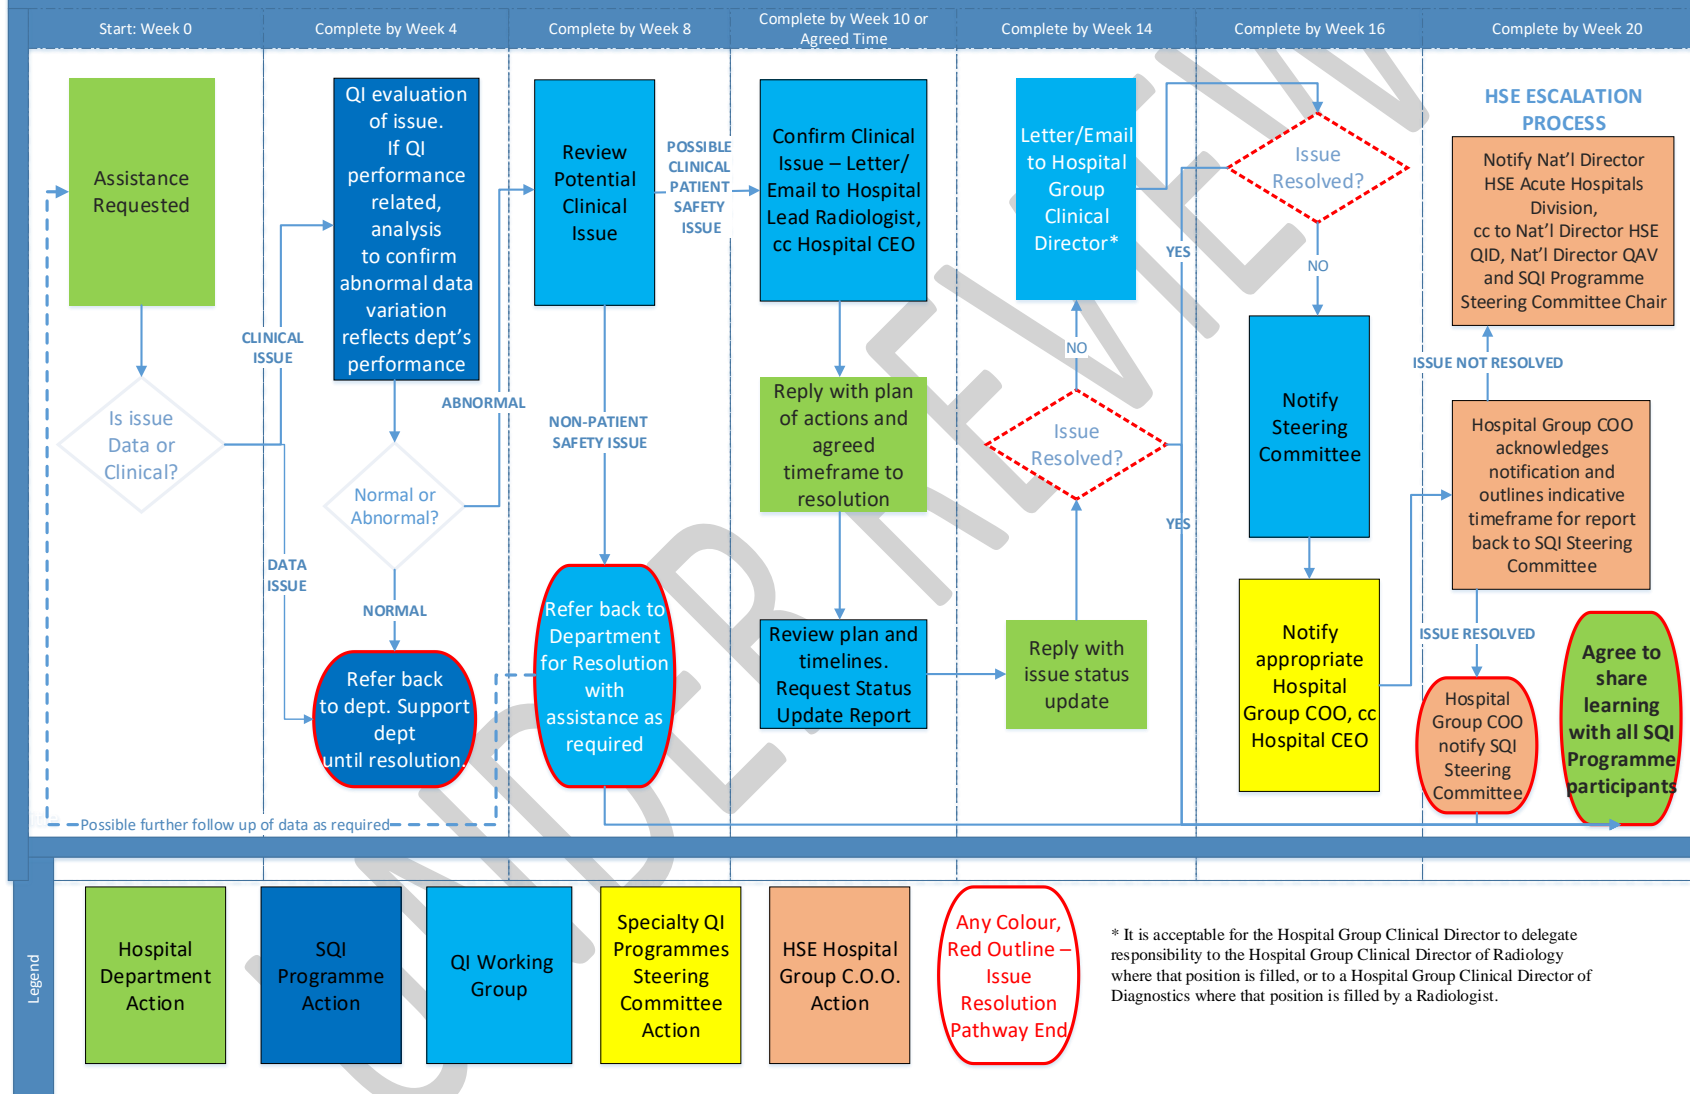 Start: Week 0
Complete by Week 4
Complete by Week 8
Complete by Week 10 or
Agreed Time
Complete by Week 14
Complete by Week 16
Complete by Week 20
Assistance
Requested
Is issue
Data or
Clinical?
CLINICAL
ISSUE
DATA
ISSUE
QI evaluation
of issue.
If QI
performance
related,
analysis
to confirm
abnormal data
variation
reflects dept's
performance
Normal or
Abnormal?
ABNORMAL
NORMAL
Refer back
to dept. Support
dept
until resolution.
Review
Potential
Clinical
Issue
POSSIBLE
CLINICAL
PATIENT
SAFETY
ISSUE
NON-PATIENT
SAFETY ISSUE
Refer back to
Department
for Resolution
with
assistance as
required
Possible further follow up of data as required
Confirm Clinical
Issue – Letter/
Email to Hospital
Lead Radiologist,
cc Hospital CEO
Reply with plan
of actions and
agreed
timeframe to
resolution
Review plan and
timelines.
Request Status
Update Report
Letter/Email
to Hospital
Group
Clinical
Director*
NO
Issue
Resolved?
YES
YES
Reply with
issue status
update
Issue
Resolved?
NO
Notify
Steering
Committee
Notify
appropriate
Hospital
Group COO, cc
Hospital CEO
HSE ESCALATION
PROCESS
Notify Nat'l Director
HSE Acute Hospitals
Division,
cc to Nat'l Director HSE
QID, Nat'l Director QAV
and SQI Programme
Steering Committee Chair
ISSUE NOT RESOLVED
Hospital Group COO
acknowledges
notification and
outlines indicative
timeframe for report
back to SQI Steering
Committee
ISSUE RESOLVED
Hospital
Group COO
notify SQI
Steering
Committee
Agree to
share
learning
with all SQI
Programme
participants
UNDER REVIEW
Legend
Hospital
Department
Action
SQI
Programme
Action
QI Working
Group
Specialty QI
Programmes
Steering
Committee
Action
HSE Hospital
Group C.O.O.
Action
Any Colour,
Red Outline –
Issue
Resolution
Pathway End
* It is acceptable for the Hospital Group Clinical Director to delegate
responsibility to the Hospital Group Clinical Director of Radiology
where that position is filled, or to a Hospital Group Clinical Director of
Diagnostics where that position is filled by a Radiologist.